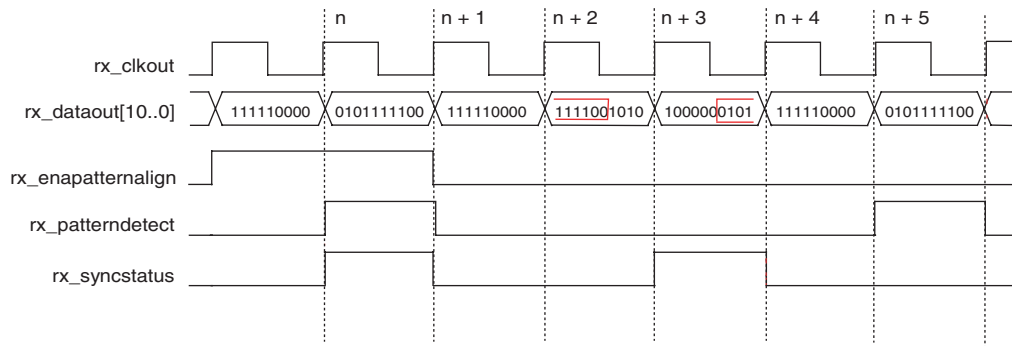 n n + 1 n + 2 n + 3 n + 4 n + 5
rx_clkout
rx_dataout[10..0] 111110000 0101111100 111110000 1111001010 1000000101 111110000 0101111100
rx_enapatternalign
rx_patterndetect
rx_syncstatus